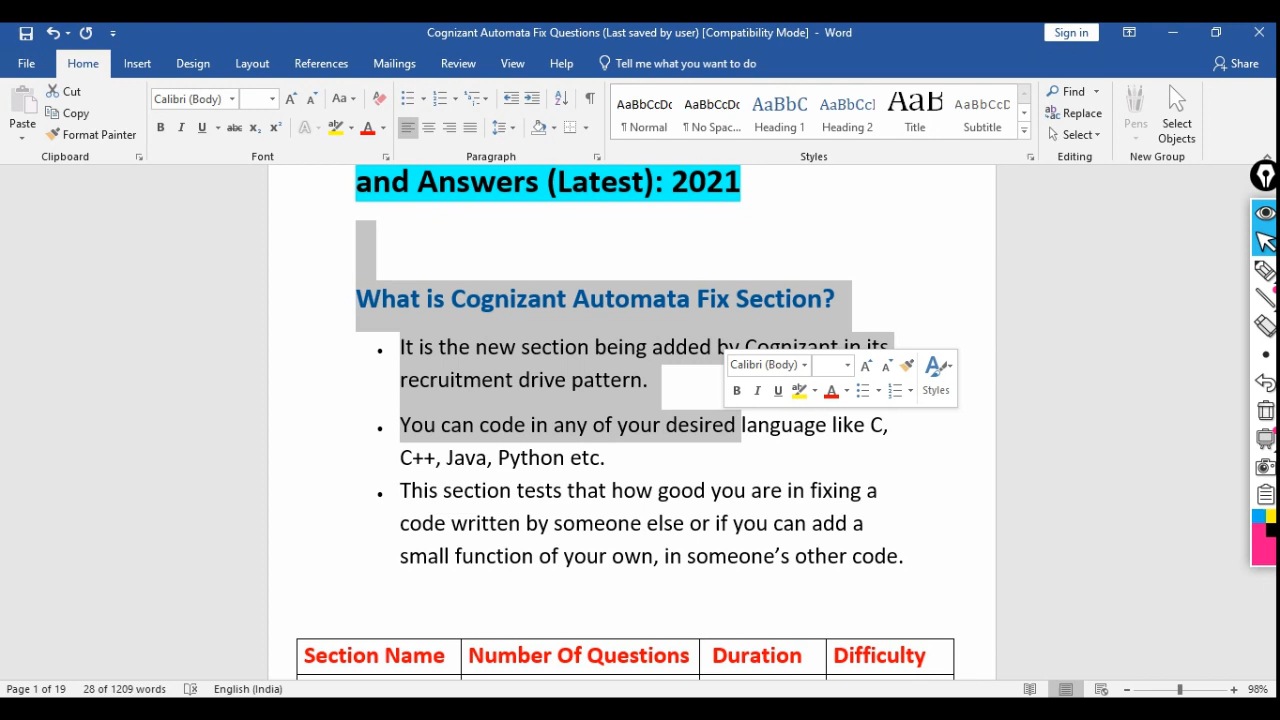 Cognizant Automata Fix Questions (Last saved by user) [Compatibility Mode] - Word
Sign in
File Home Insert Design Layout References Mailings Review View Help Tell me what you want to do Share
Paste
Cut
Copy
Format Painter
Clipboard
Calibri (Body)
Font
Paragraph
AaBbCcDc AaBbCcDc AaBbC AaBbCcI AaB AaBbCcD
¶ Normal ¶ No Spac... Heading 1 Heading 2 Title Subtitle
Styles
Find
Replace
Select
Editing
Pens
Select Objects
New Group
and Answers (Latest): 2021
What is Cognizant Automata Fix Section?
• It is the new section being added by Cognizant in its
recruitment drive pattern.
Calibri (Body)
Styles
• You can code in any of your desired language like C,
C++, Java, Python etc.
• This section tests that how good you are in fixing a
code written by someone else or if you can add a
small function of your own, in someone’s other code.
Section Name Number Of Questions Duration Difficulty
Page 1 of 19 28 of 1209 words English (India) 98%